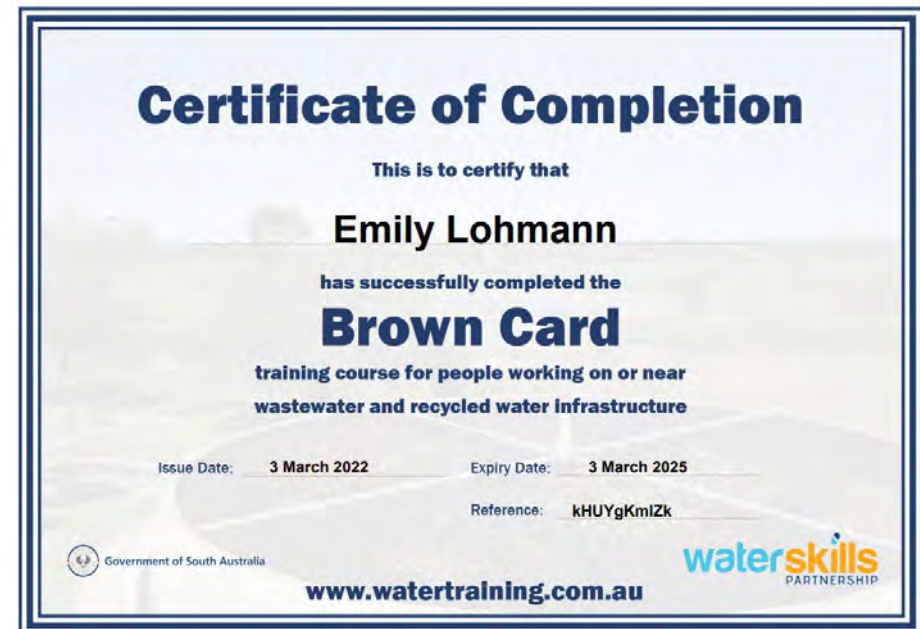 Certificate of Completion
This is to certify that
Emily Lohmann
has successfully completed the
Brown Card
training course for people working on or near
wastewater and recycled water infrastructure
Issue Date: 3 March 2022 Expiry Date: 3 March 2025
Reference: kHUYgKmlZk
Government of South Australia
waterskills
PARTNERSHIP
www.watertraining.com.au